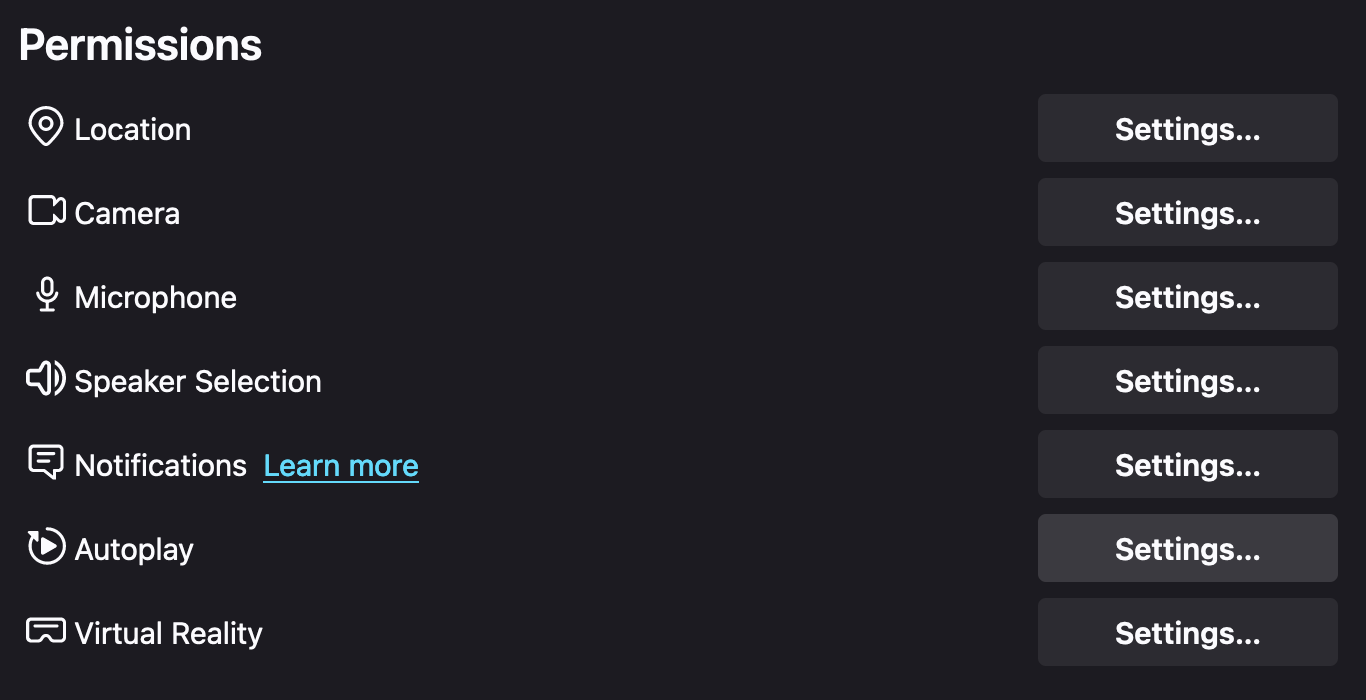 Permissions
Location Settings...
Camera Settings...
Microphone Settings...
Speaker Selection Settings...
Notifications Learn more Settings...
Autoplay Settings...
Virtual Reality Settings...